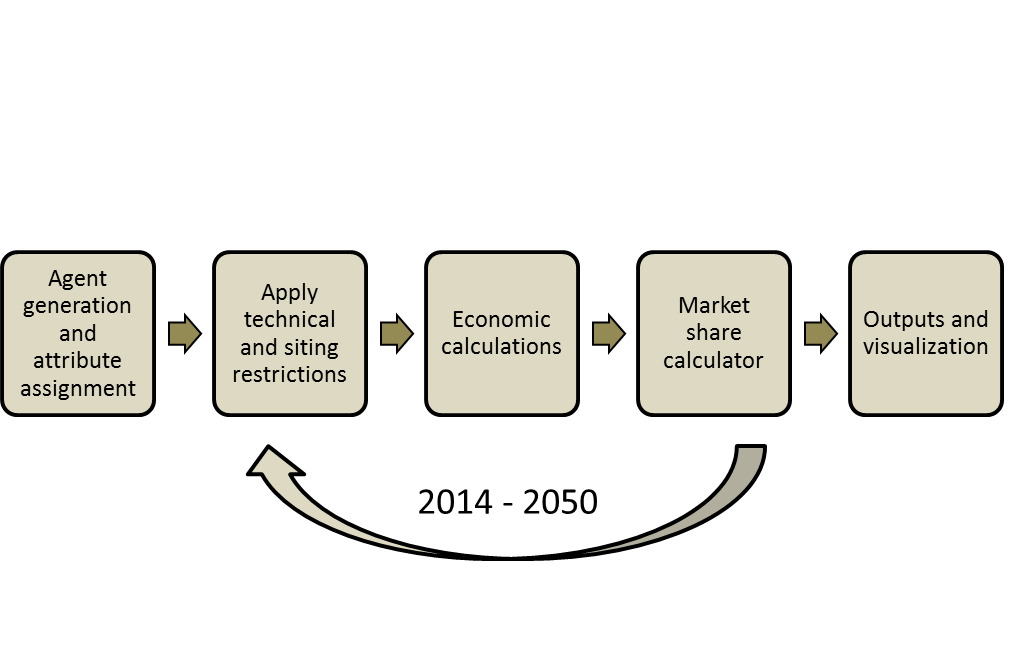 Agent
generation
and
attribute
assignment
Apply
technical
and siting
restrictions
Economic
calculations
Market
share
calculator
Outputs and
visualization
2014 - 2050